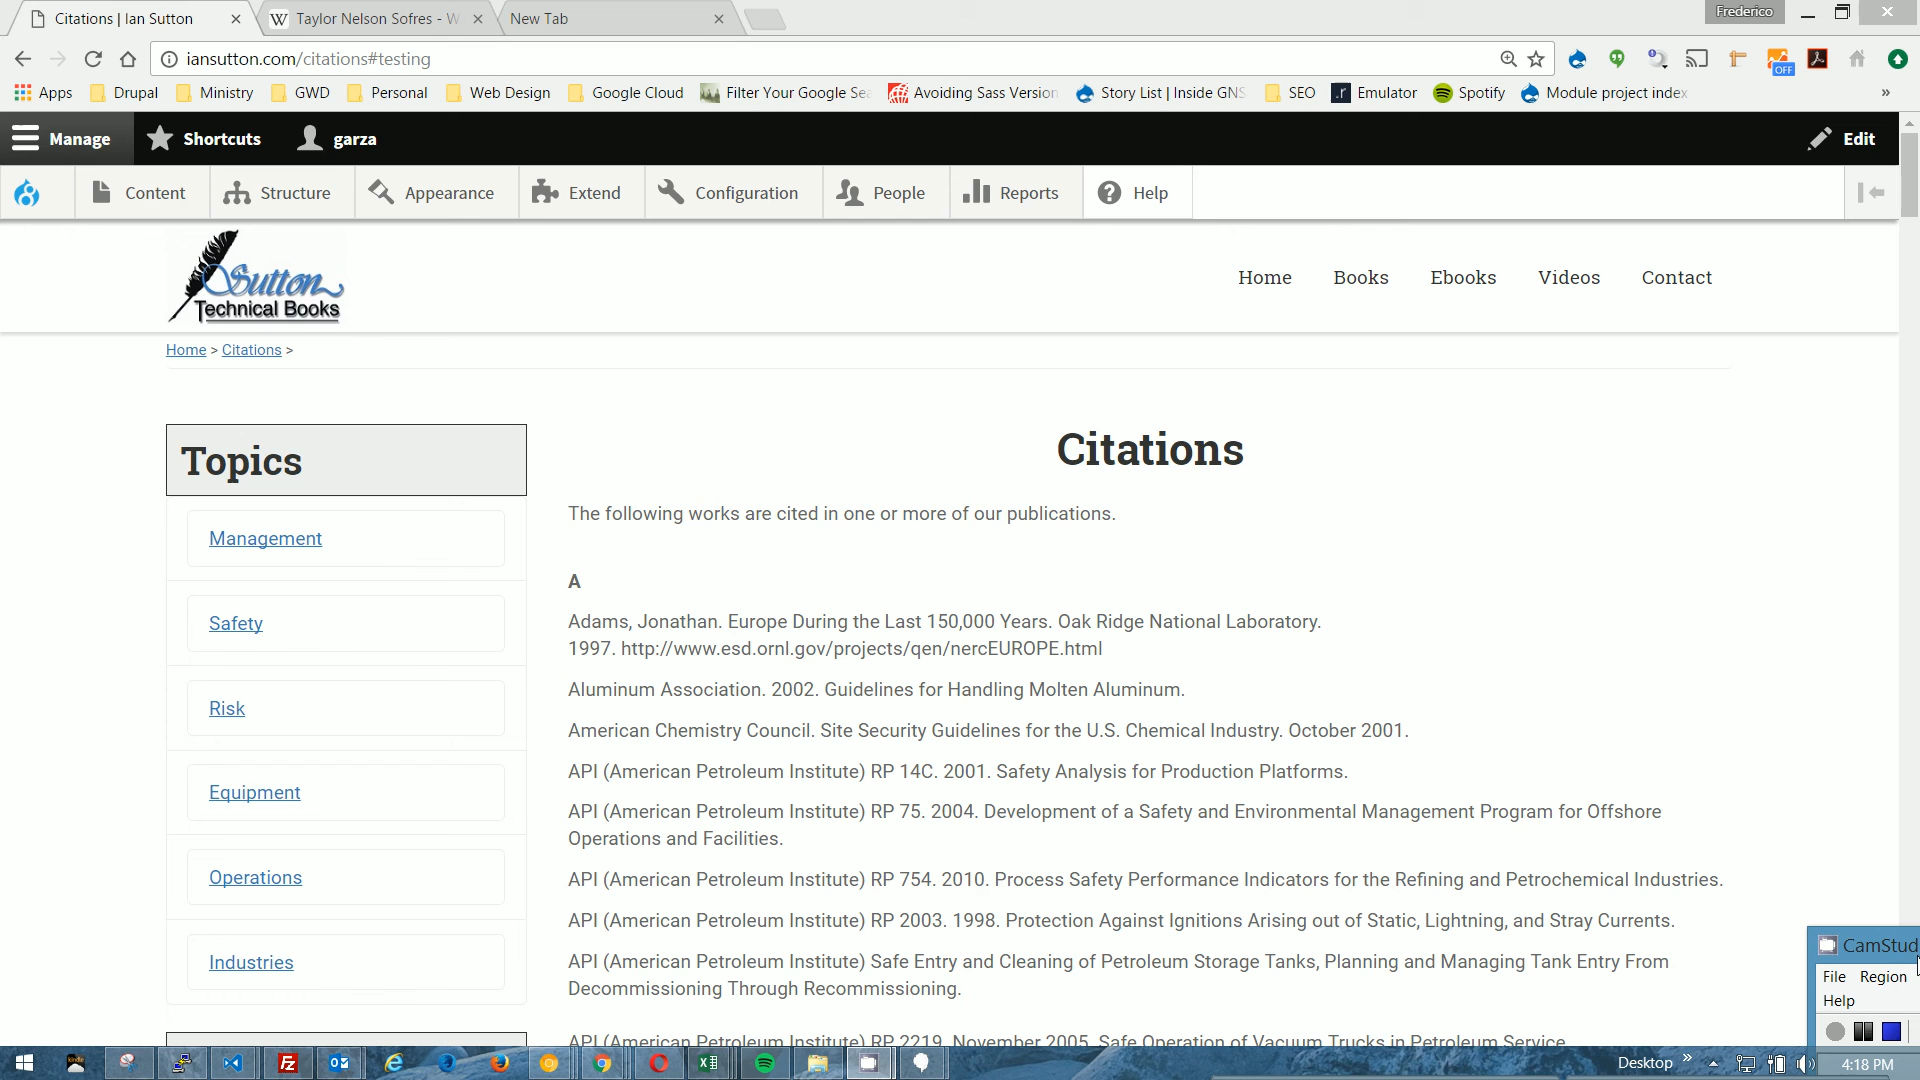 Citations | Ian Sutton
Taylor Nelson Sofres - W
New Tab
Frederico
iansutton.com/citations#testing
OFF
Apps
Drupal
Ministry
GWD
Personal
Web Design
Google Cloud
Filter Your Google Sea
Avoiding Sass Version
Story List | Inside GNS
SEO
.r
Emulator
Spotify
Module project index
»
Manage
Shortcuts
garza
Edit
Content
Structure
Appearance
Extend
Configuration
People
Reports
Help
Sutton
Technical Books
Home
Books
Ebooks
Videos
Contact
Home > Citations >
Topics
Management
Safety
Risk
Equipment
Operations
Industries
Citations
The following works are cited in one or more of our publications.
A
Adams, Jonathan. Europe During the Last 150,000 Years. Oak Ridge National Laboratory.
1997. http://www.esd.ornl.gov/projects/qen/nercEUROPE.html
Aluminum Association. 2002. Guidelines for Handling Molten Aluminum.
American Chemistry Council. Site Security Guidelines for the U.S. Chemical Industry. October 2001.
API (American Petroleum Institute) RP 14C. 2001. Safety Analysis for Production Platforms.
API (American Petroleum Institute) RP 75. 2004. Development of a Safety and Environmental Management Program for Offshore
Operations and Facilities.
API (American Petroleum Institute) RP 754. 2010. Process Safety Performance Indicators for the Refining and Petrochemical Industries.
API (American Petroleum Institute) RP 2003. 1998. Protection Against Ignitions Arising out of Static, Lightning, and Stray Currents.
API (American Petroleum Institute) Safe Entry and Cleaning of Petroleum Storage Tanks, Planning and Managing Tank Entry From
Decommissioning Through Recommissioning.
API (American Petroleum Institute) RP 2219. November 2005. Safe Operation of Vacuum Trucks in Petroleum Service
CamStud
File
Region
Help
kindle
Desktop
»
4:18 PM